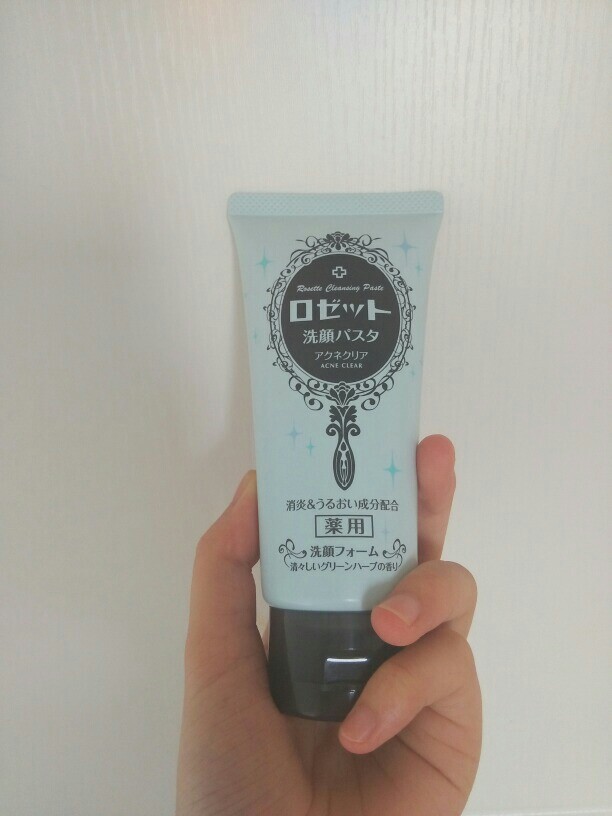 Rosette Cleansing Paste
ロゼット
洗顔パスタ
アクネクリア
ACNE CLEAR
消炎&うるおい成分配合
薬用
洗顔フォーム
清々しいグリーンハーブの香り